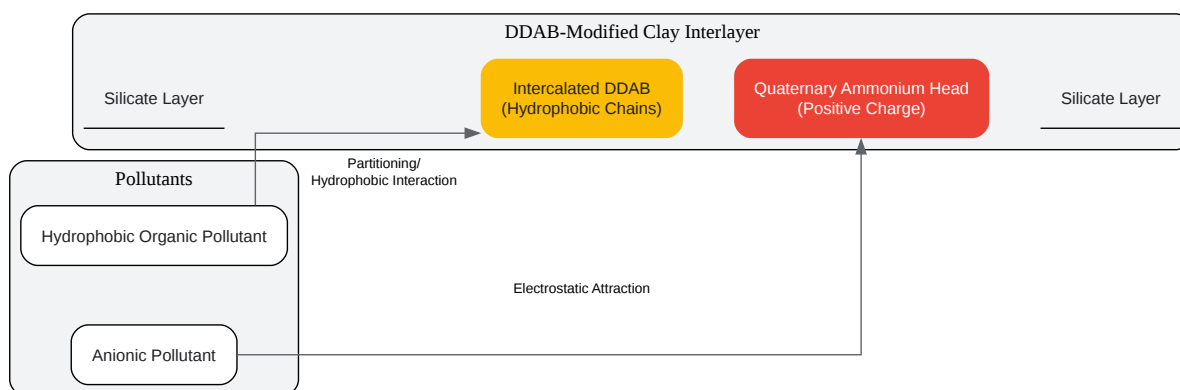 DDAB-Modified Clay Interlayer
Silicate Layer
Intercalated DDAB
(Hydrophobic Chains)
Quaternary Ammonium Head
(Positive Charge)
Silicate Layer
Partitioning/
Hydrophobic Interaction
Pollutants
Hydrophobic Organic Pollutant
Electrostatic Attraction
Anionic Pollutant